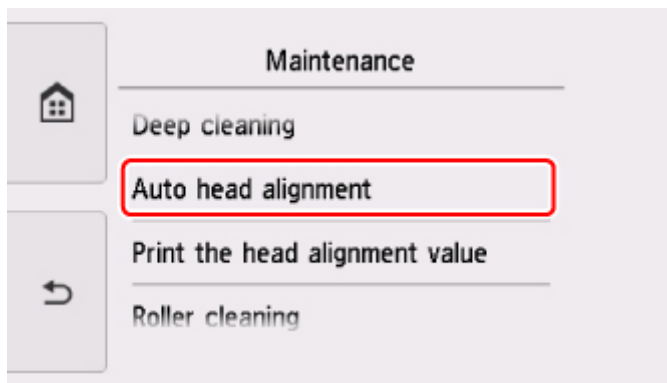 Maintenance
Deep cleaning
Auto head alignment
Print the head alignment value
Roller cleaning